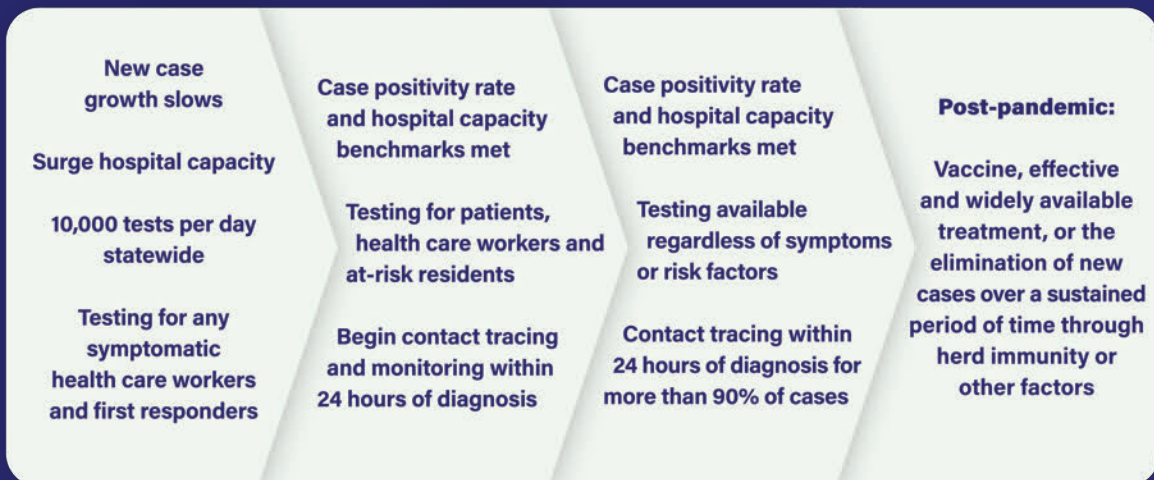 New case
growth slows
Surge hospital capacity
10,000 tests per day
statewide
Testing for any
symptomatic
health care workers
and first responders
Case positivity rate
and hospital capacity
benchmarks met
Testing for patients,
health care workers and
at-risk residents
Begin contact tracing
and monitoring within
24 hours of diagnosis
Case positivity rate
and hospital capacity
benchmarks met
Testing available
regardless of symptoms
or risk factors
Contact tracing within
24 hours of diagnosis for
more than 90% of cases
Post-pandemic:
Vaccine, effective
and widely available
treatment, or the
elimination of new
cases over a sustained
period of time through
herd immunity or
other factors